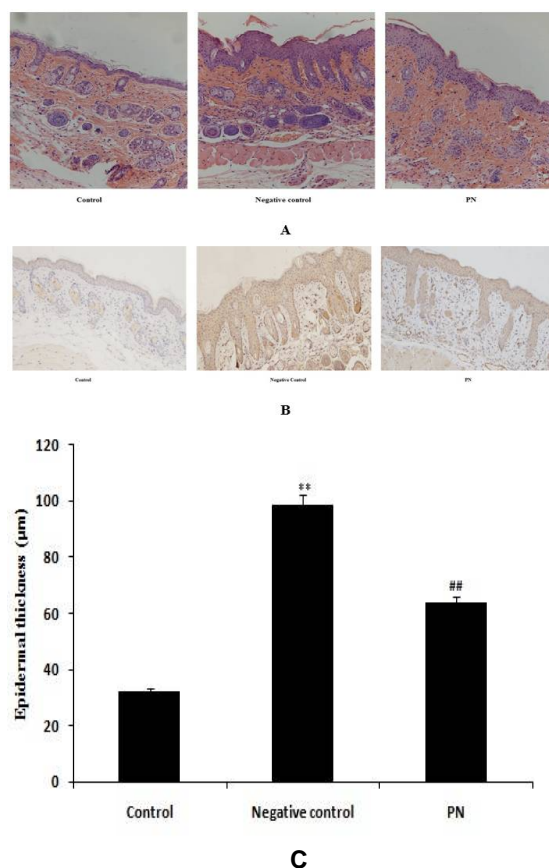 Control Negative control PN
A
Control Negative Control PN
B
Epidermal thickness (µm)
120
100
80
60
40
20
0
**
##
Control Negative control PN
C